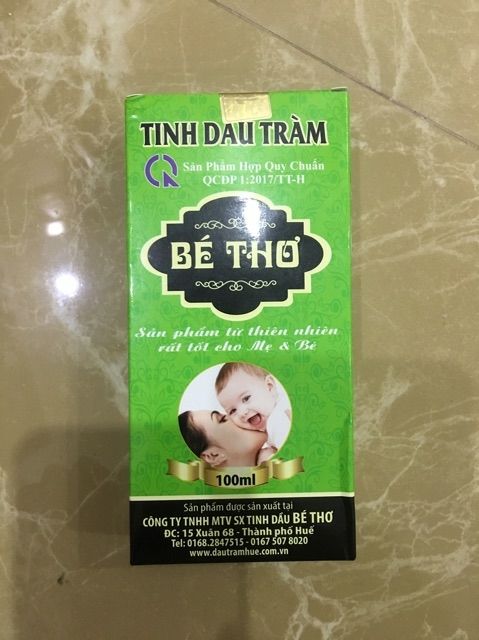 TINH DAU TRÀM
CR
Sản Phẩm Hợp Quy Chuẩn
QCĐP 1:2017/TT-H
BÉ THƠ
Sản phẩm từ thiên nhiên
rất tốt cho Mẹ & Bé
100ml
Sản phẩm được sản xuất tại
CÔNG TY TNHH MTV SX TINH DẦU BÉ THƠ
ĐC: 15 Xuân 68 - Thành phố Huế
Tel: 0168.2847515 - 0167 507 8020
www.dautramhue.com.vn